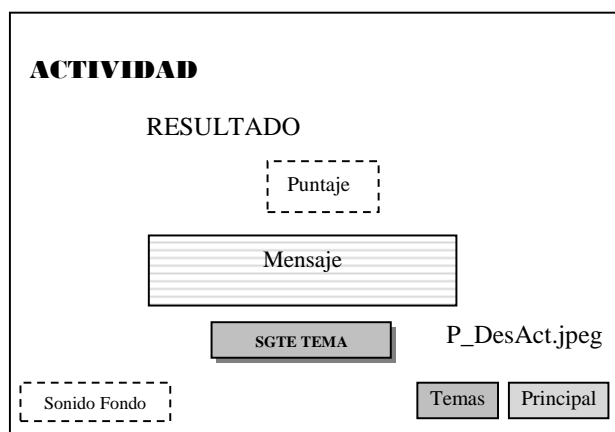 ACTIVIDAD
RESULTADO
Puntaje
Mensaje
SGTE TEMA
P_DesAct.jpeg
Sonido Fondo
Temas
Principal